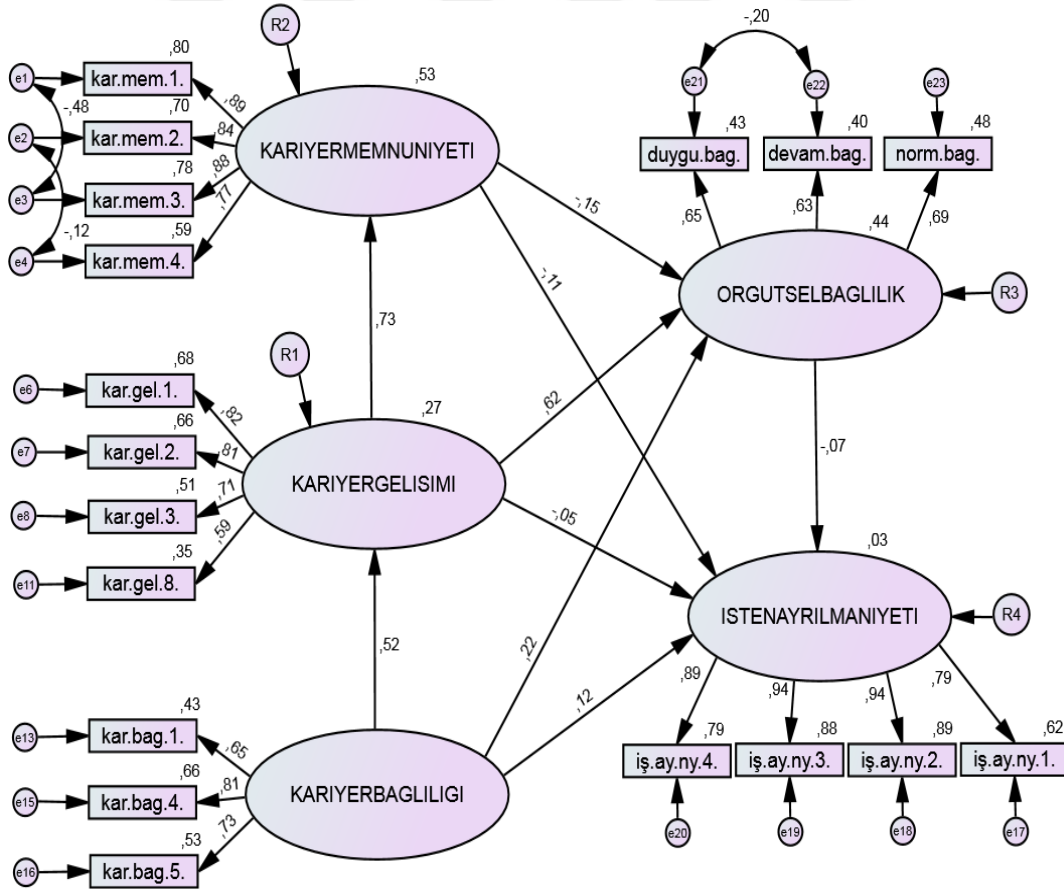 R2
-,20
,80
e1
kar.mem.1.
,53
e21
e22
e23
-,48
,70
,89
e2
kar.mem.2.
,84
KARIYERMEMNUNIYETI
,43
,40
,48
duygu.bag.
devam.bag.
norm.bag.
,78
,88
e3
kar.mem.3.
,77
-,15
,65
,63
,69
-,12
,59
e4
kar.mem.4.
,44
-,11
ORGUTSELBAGLILIK
R3
,73
R1
,68
e6
kar.gel.1.
,82
,27
,62
,66
e7
kar.gel.2.
,81
-,07
KARIYERGELISIMI
,51
,71
e8
kar.gel.3.
-,05
,59
,35
e11
kar.gel.8.
,03
ISTENAYRILMANIYETI
R4
,52
,22
,12
,89
,94
,94
,79
,43
e13
kar.bag.1.
,65
,79
,88
,89
,62
iş.ay.ny.4.
iş.ay.ny.3.
iş.ay.ny.2.
iş.ay.ny.1.
,66
e15
kar.bag.4.
,81
KARIYERBAGLILIGI
e20
e19
e18
e17
,53
,73
e16
kar.bag.5.